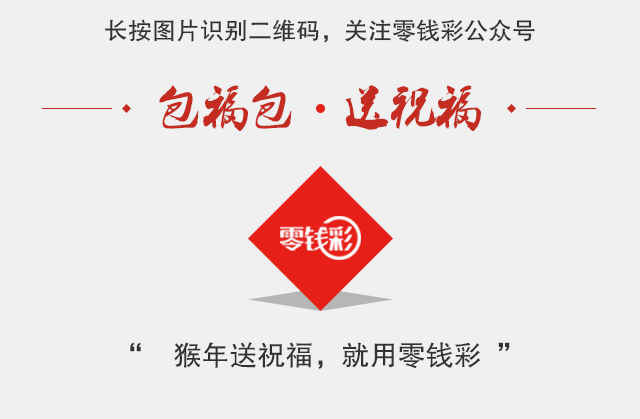 长按图片识别二维码，关注零钱彩公众号
包福包·送祝福
零钱彩
“ 猴年送祝福，就用零钱彩 ”